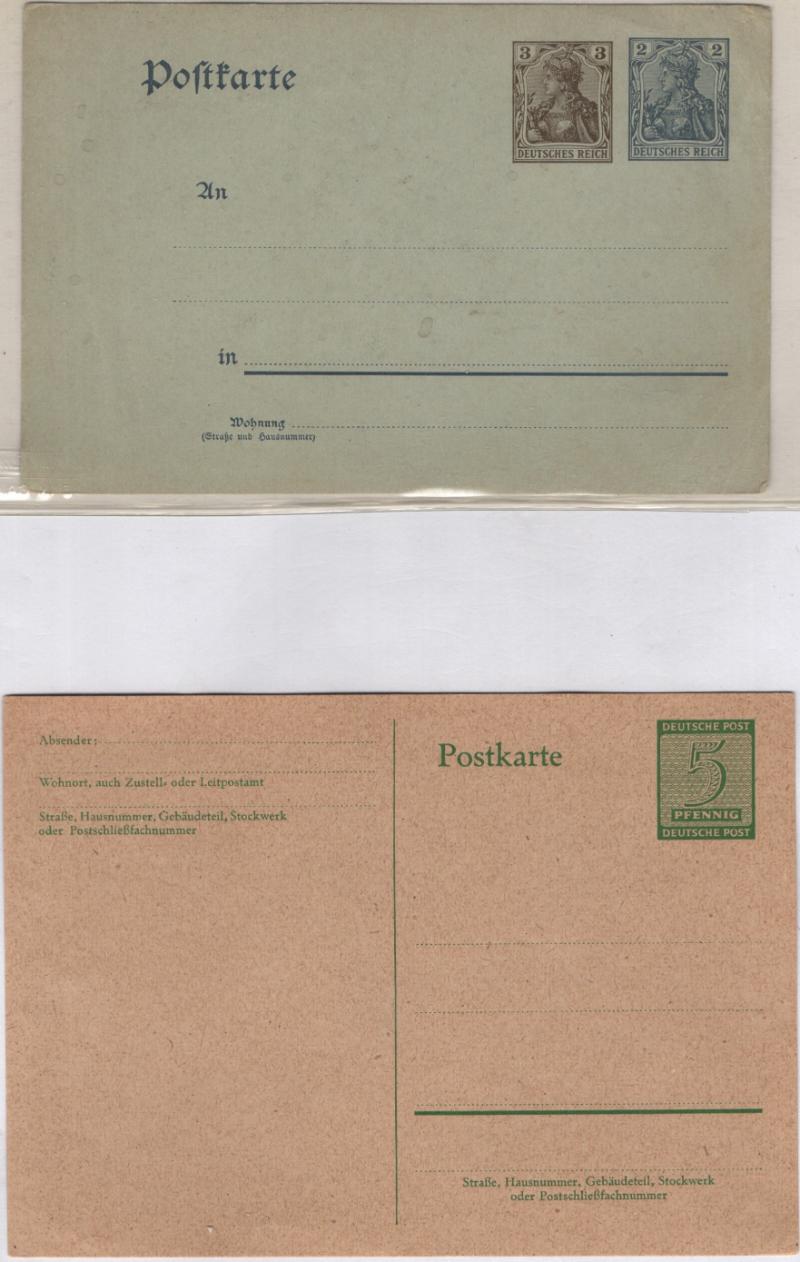 Postkarte
3 3
DEUTSCHES REICH
2 2
DEUTSCHES REICH
An
in
Wohnung
(Straße und Hausnummer)
Absender:
Wohnort, auch Zustell- oder Leitpostamt
Straße, Hausnummer, Gebäudeteil, Stockwerk
oder Postschließfachnummer
Postkarte
DEUTSCHE POST
5
PFENNIG
DEUTSCHE POST
Straße, Hausnummer, Gebäudeteil, Stockwerk
oder Postschließfachnummer